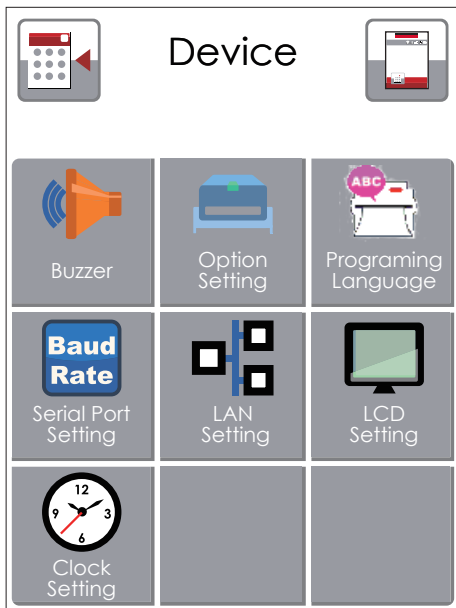 Device
ABC
Buzzer
Option
Setting
Programing
Language
Baud
Rate
Serial Port
Setting
LAN
Setting
LCD
Setting
12
9
3
6
Clock
Setting